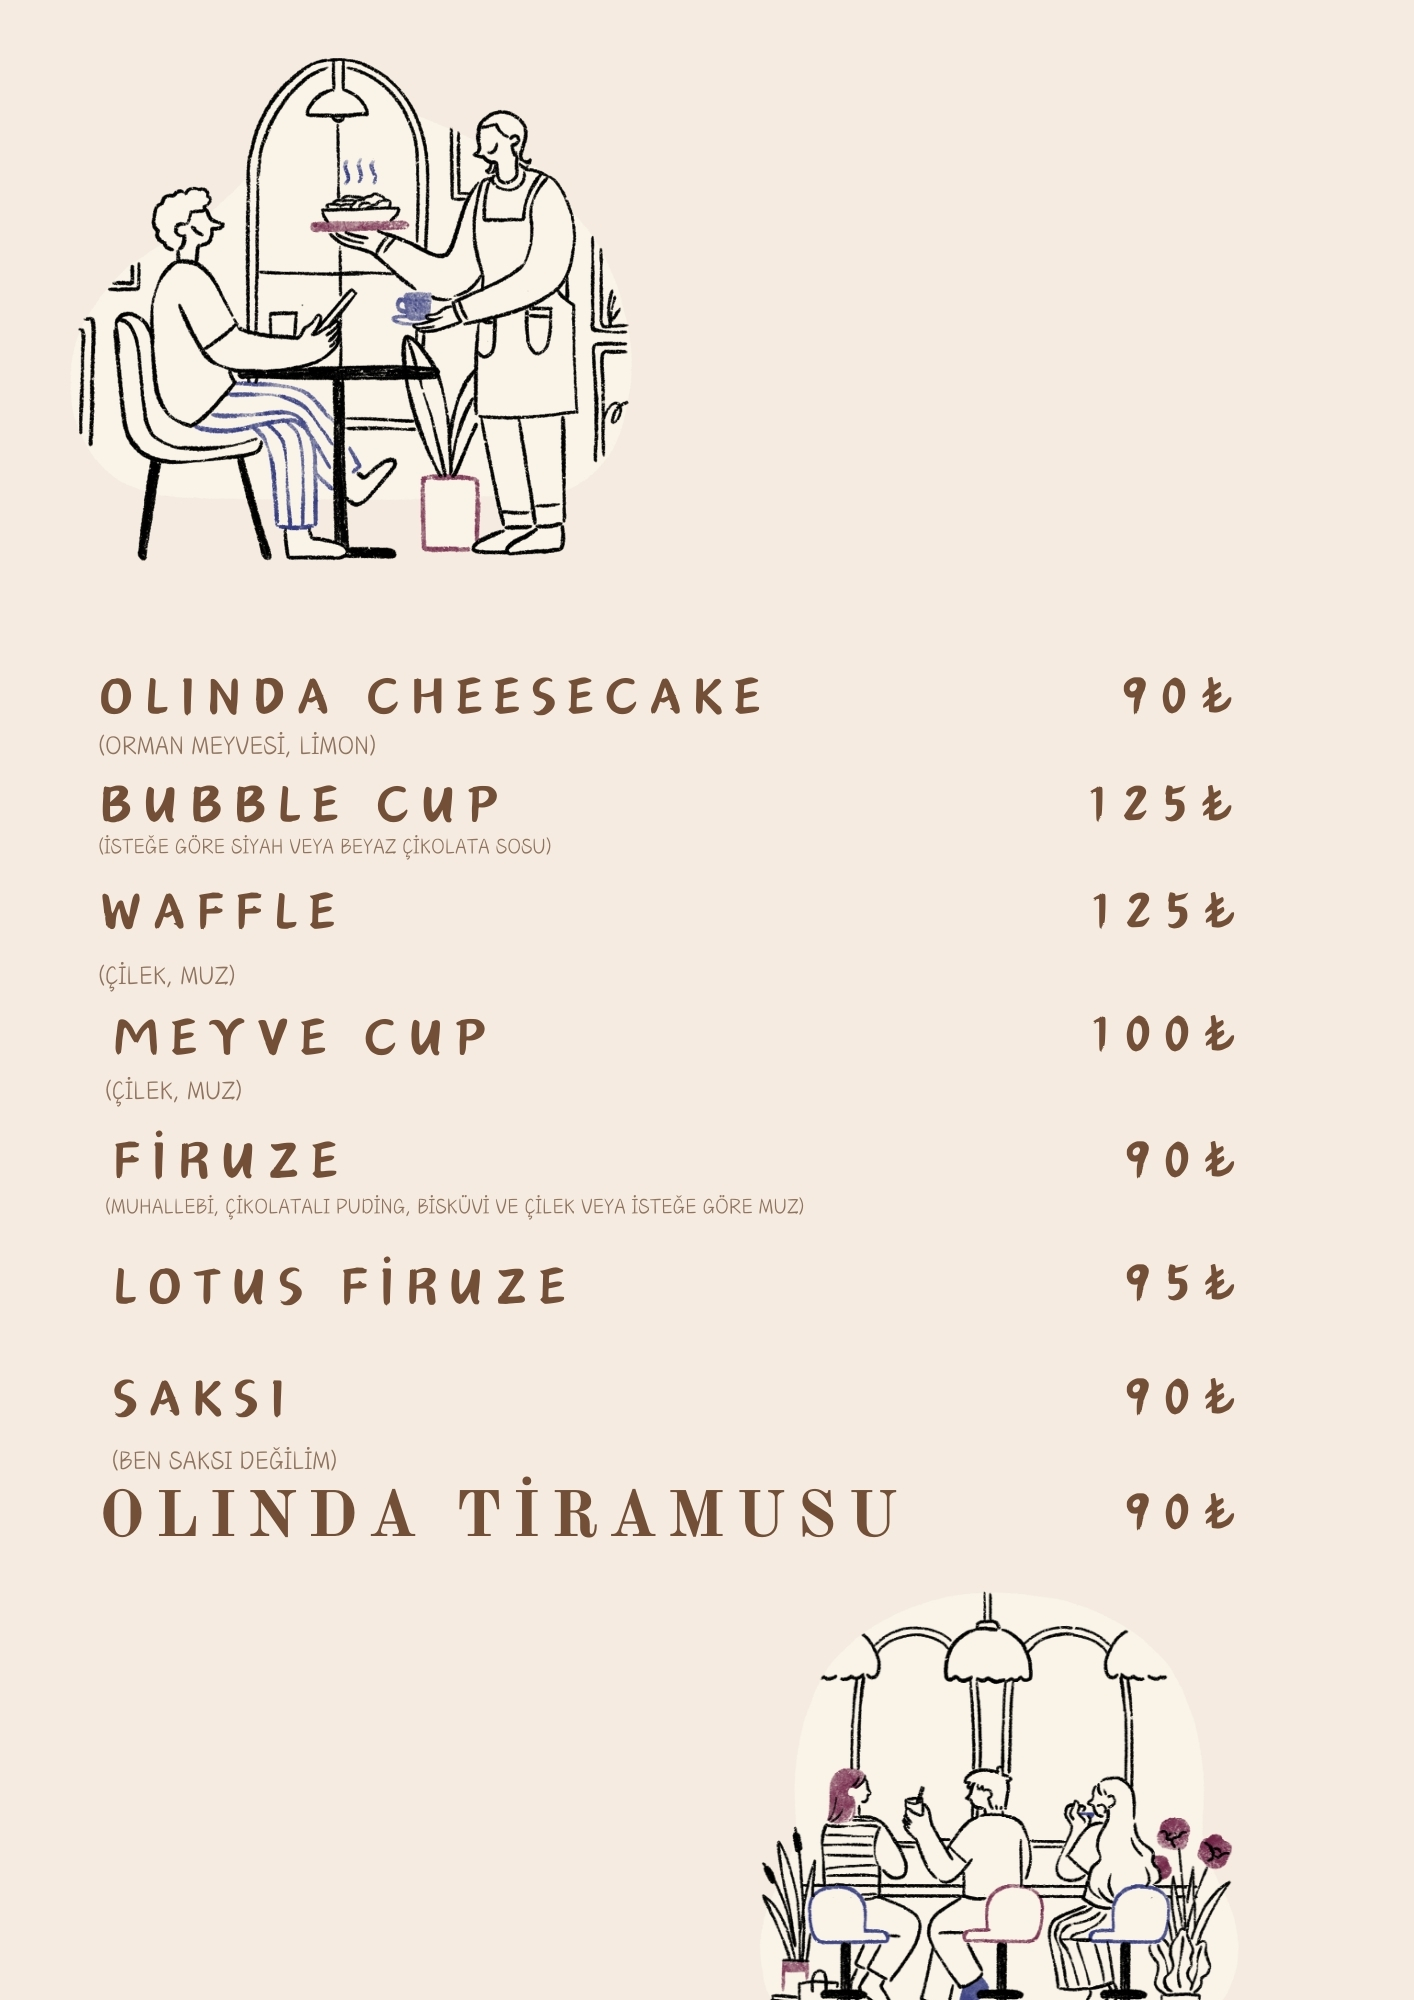 OLINDA CHEESECAKE 90₺
(ORMAN MEYVESİ, LİMON)
BUBBLE CUP 125₺
(İSTEĞE GÖRE SİYAH VEYA BEYAZ ÇİKOLATA SOSU)
WAFFLE 125₺
(ÇİLEK, MUZ)
MEYVE CUP 100₺
(ÇİLEK, MUZ)
FİRUZE 90₺
(MUHALLEBİ, ÇİKOLATALI PUDİNG, BİSKÜVİ VE ÇİLEK VEYA İSTEĞE GÖRE MUZ)
LOTUS FİRUZE 95₺
SAKSI 90₺
(BEN SAKSI DEĞİLİM)
OLINDA TİRAMUSU 90₺